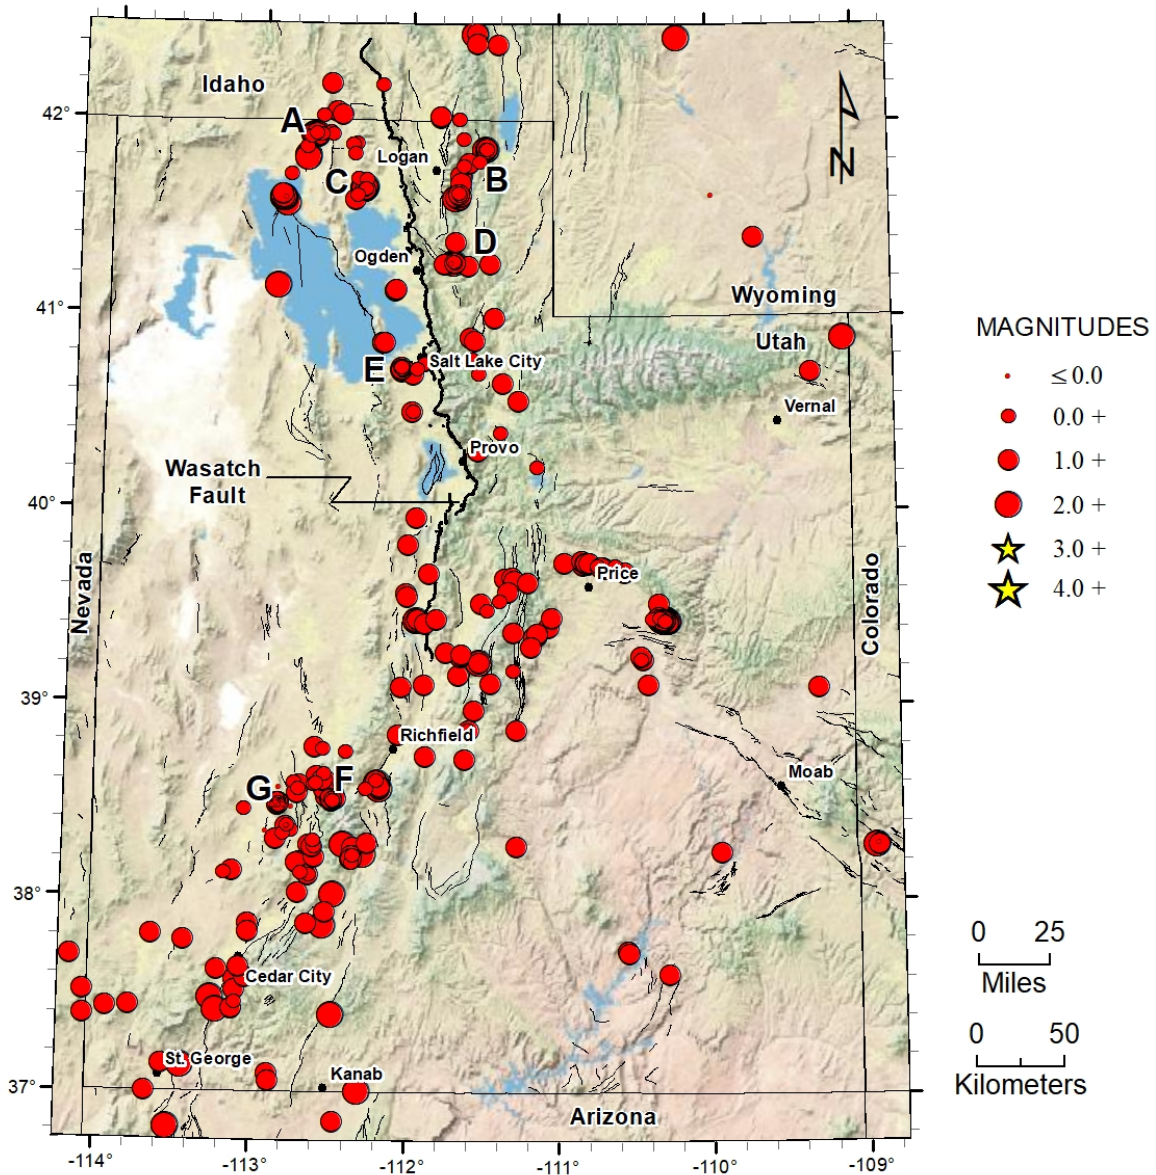 Idaho
42°
A
Logan
C
B
N
D
Ogden
41°
Wyoming
Utah
E
Salt Lake City
Vernal
Provo
Wasatch
Fault
40°
Nevada
Price
Colorado
39°
Richfield
G
F
Moab
38°
Cedar City
St. George
Kanab
37°
Arizona
-114°
-113°
-112°
-111°
-110°
-109°
MAGNITUDES
≤ 0.0
0.0 +
1.0 +
2.0 +
3.0 +
4.0 +
0 25
Miles
0 50
Kilometers